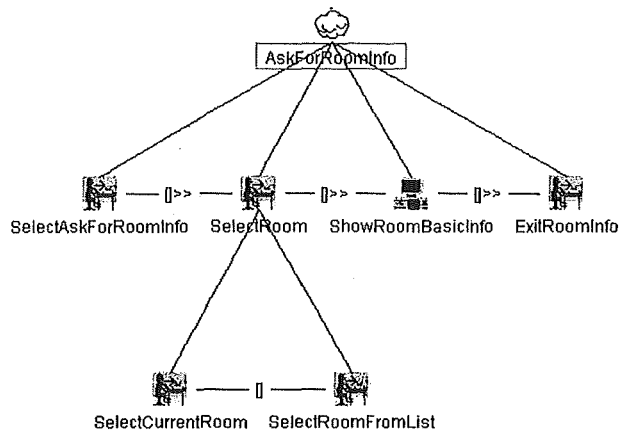 AskForRoomInfo
[]>> []>> []>>
SelectAskForRoomInfo SelectRoom ShowRoomBasicInfo ExitRoomInfo
[]
SelectCurrentRoom SelectRoomFromList